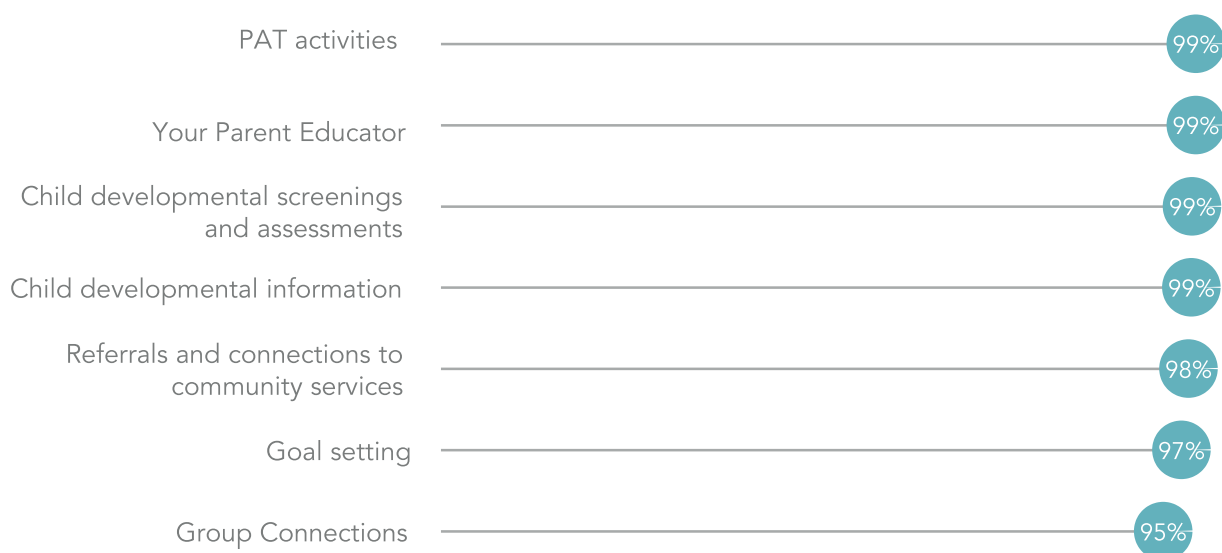 PAT activities 99%
Your Parent Educator 99%
Child developmental screenings
and assessments 99%
Child developmental information 99%
Referrals and connections to
community services 98%
Goal setting 97%
Group Connections 95%